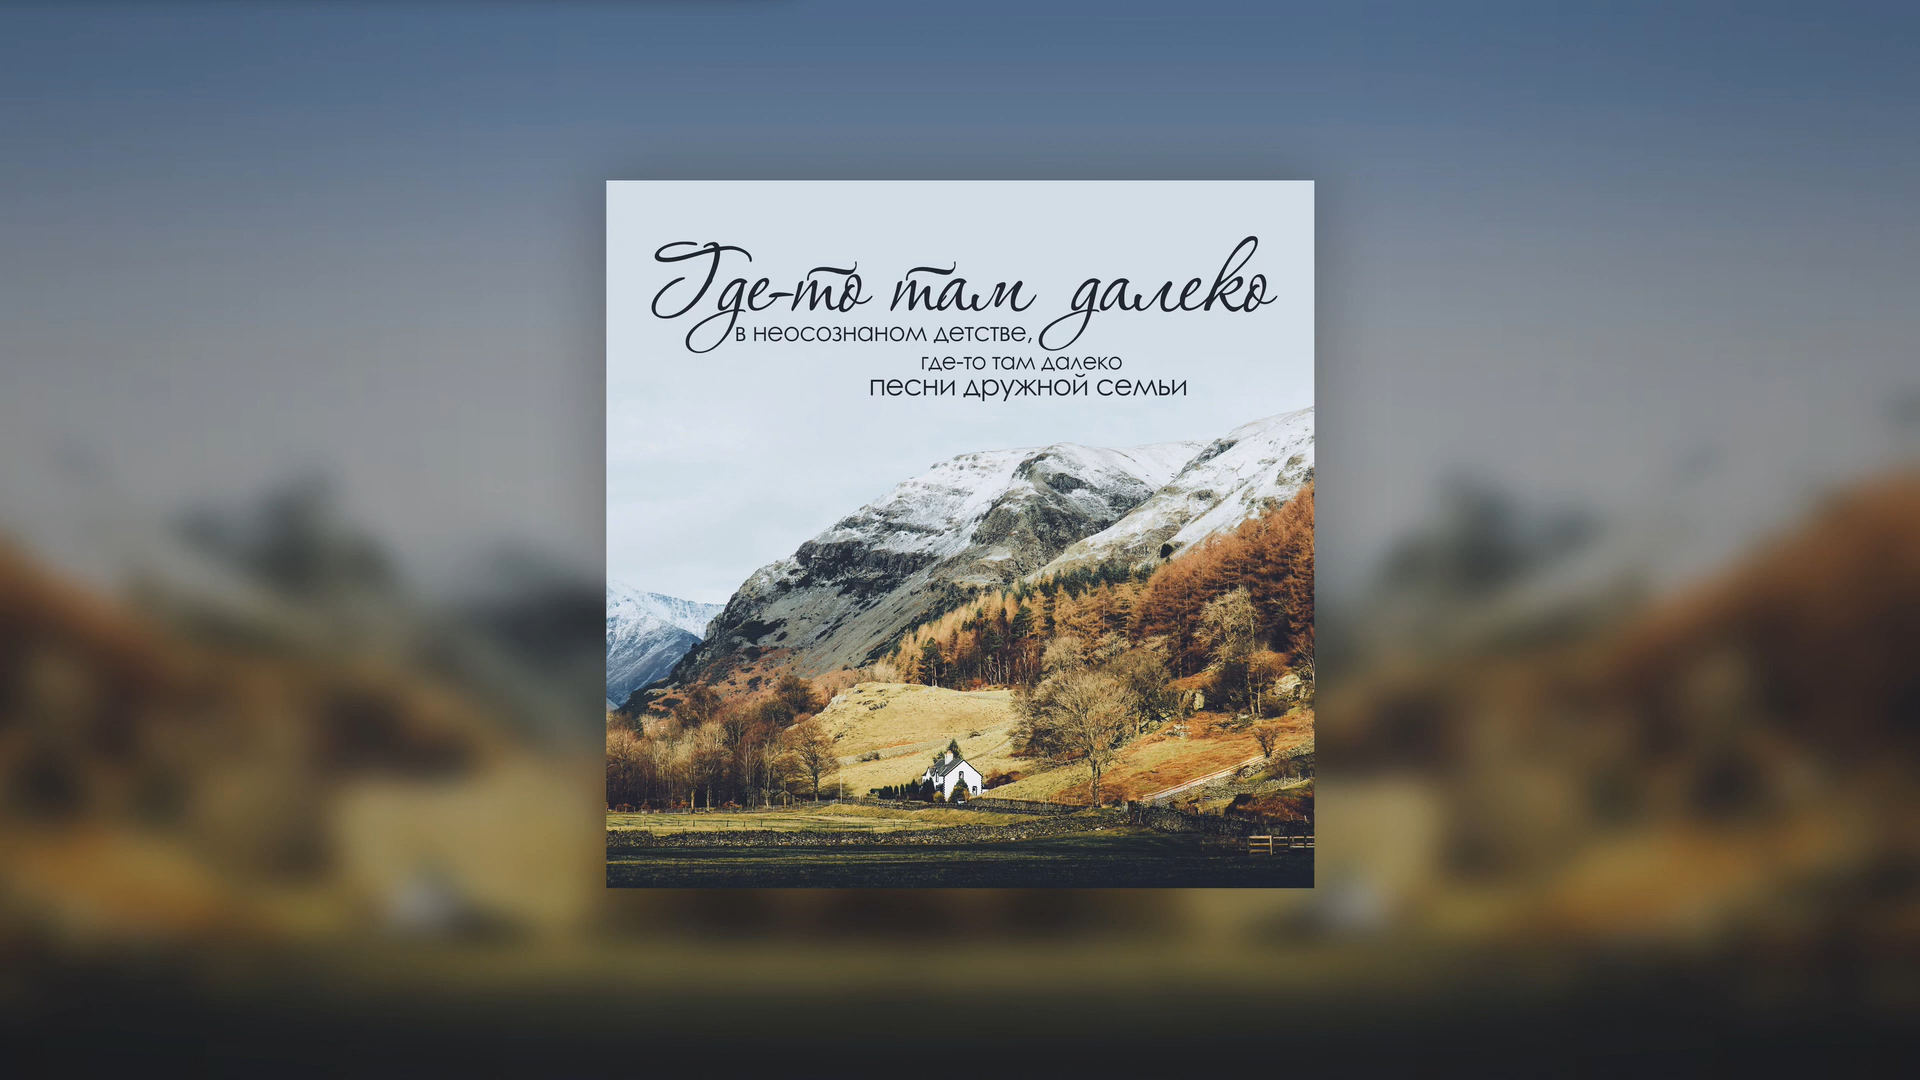 Где-то там далеко
в неосознаном детстве,
где-то там далеко
песни дружной семьи